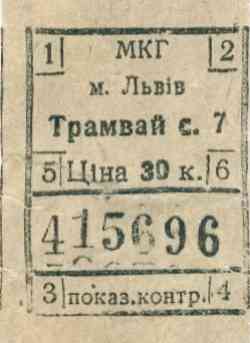 1 МКГ 2
м. Львів
Трамвай с. 7
5 Ціна 30 к. 6
415696
3 показ.контр. 4